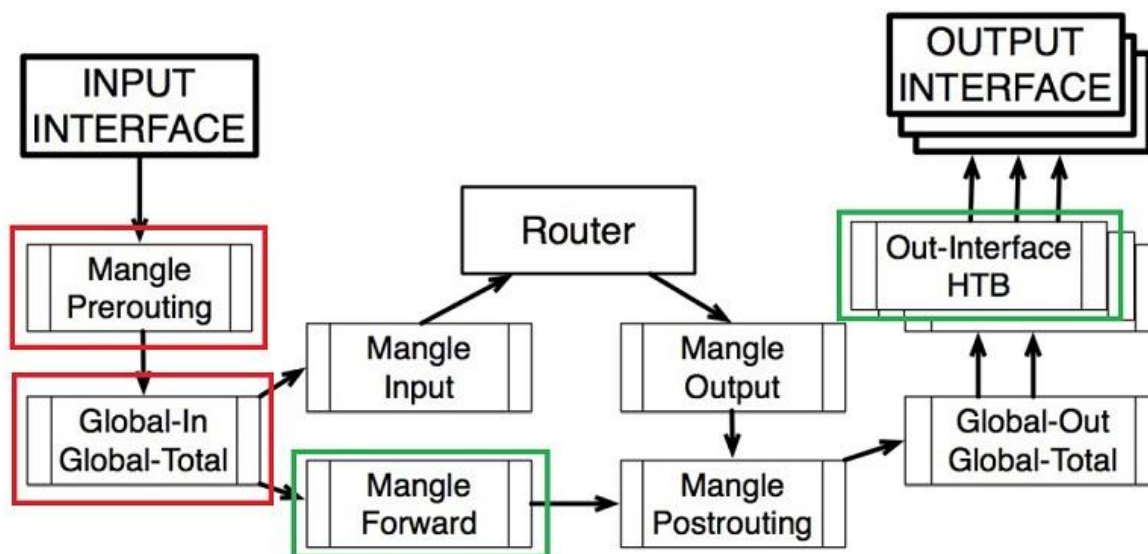 INPUT
INTERFACE
OUTPUT
INTERFACE
Router
Mangle
Prerouting
Out-Interface
HTB
Mangle
Input
Mangle
Output
Global-In
Global-Total
Global-Out
Global-Total
Mangle
Forward
Mangle
Postrouting